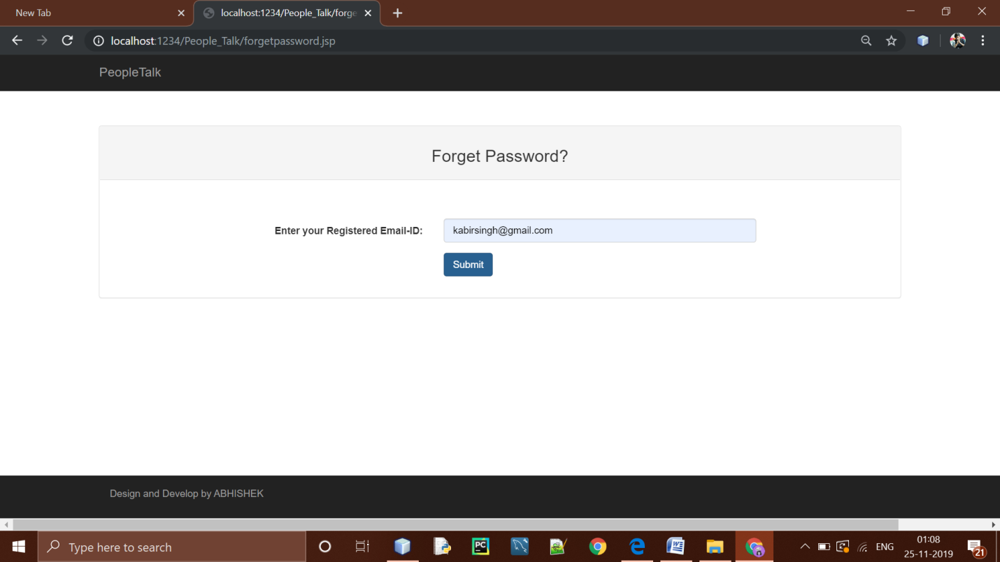 New Tab
localhost:1234/People_Talk/forge
localhost:1234/People_Talk/forgetpassword.jsp
PeopleTalk
Forget Password?
Enter your Registered Email-ID:
kabirsingh@gmail.com
Submit
Design and Develop by ABHISHEK
Type here to search
PC
W
ENG
01:08
25-11-2019
21